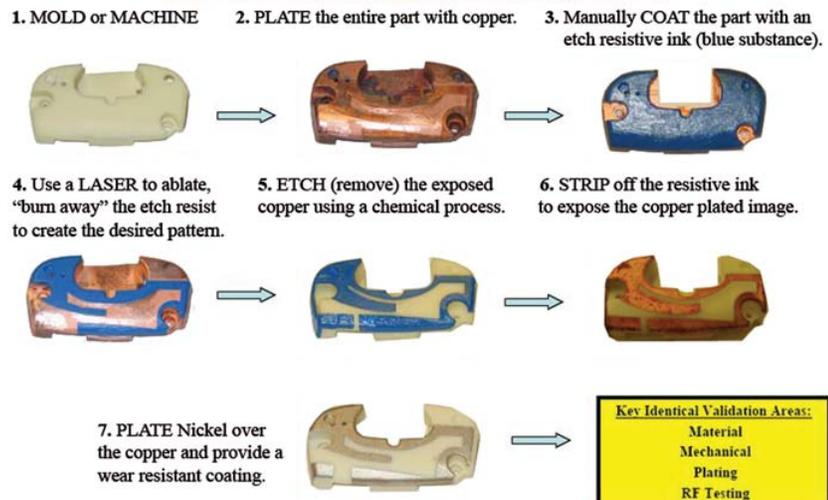 1. MOLD or MACHINE
2. PLATE the entire part with copper.
3. Manually COAT the part with an
etch resistive ink (blue substance).
4. Use a LASER to ablate,
“burn away” the etch resist
to create the desired pattern.
5. ETCH (remove) the exposed
copper using a chemical process.
6. STRIP off the resistive ink
to expose the copper plated image.
7. PLATE Nickel over
the copper and provide a
wear resistant coating.
Key Identical Validation Areas:
Material
Mechanical
Plating
RF Testing